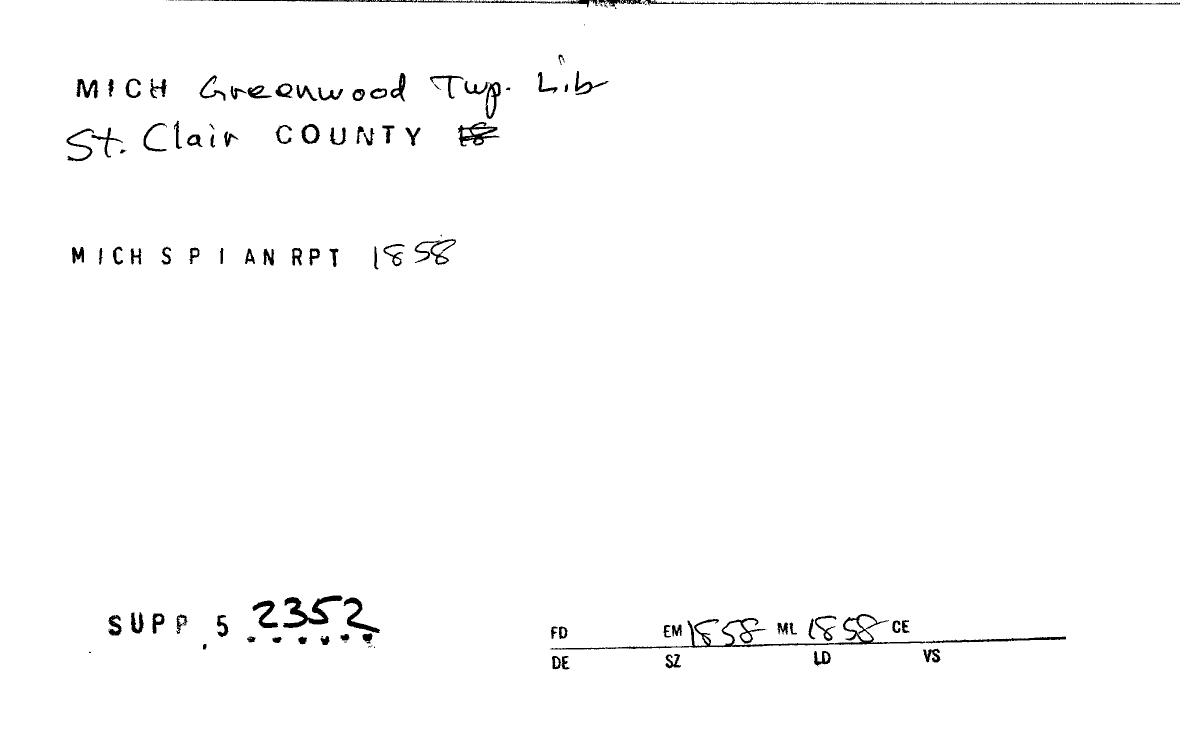 MICH Greenwood Twp. Lib
St. Clair COUNTY
MICH S P I AN RPT 1858
SUPP. 5 2352
FD EM 1858 ML 1858 CE
DE SZ LD VS